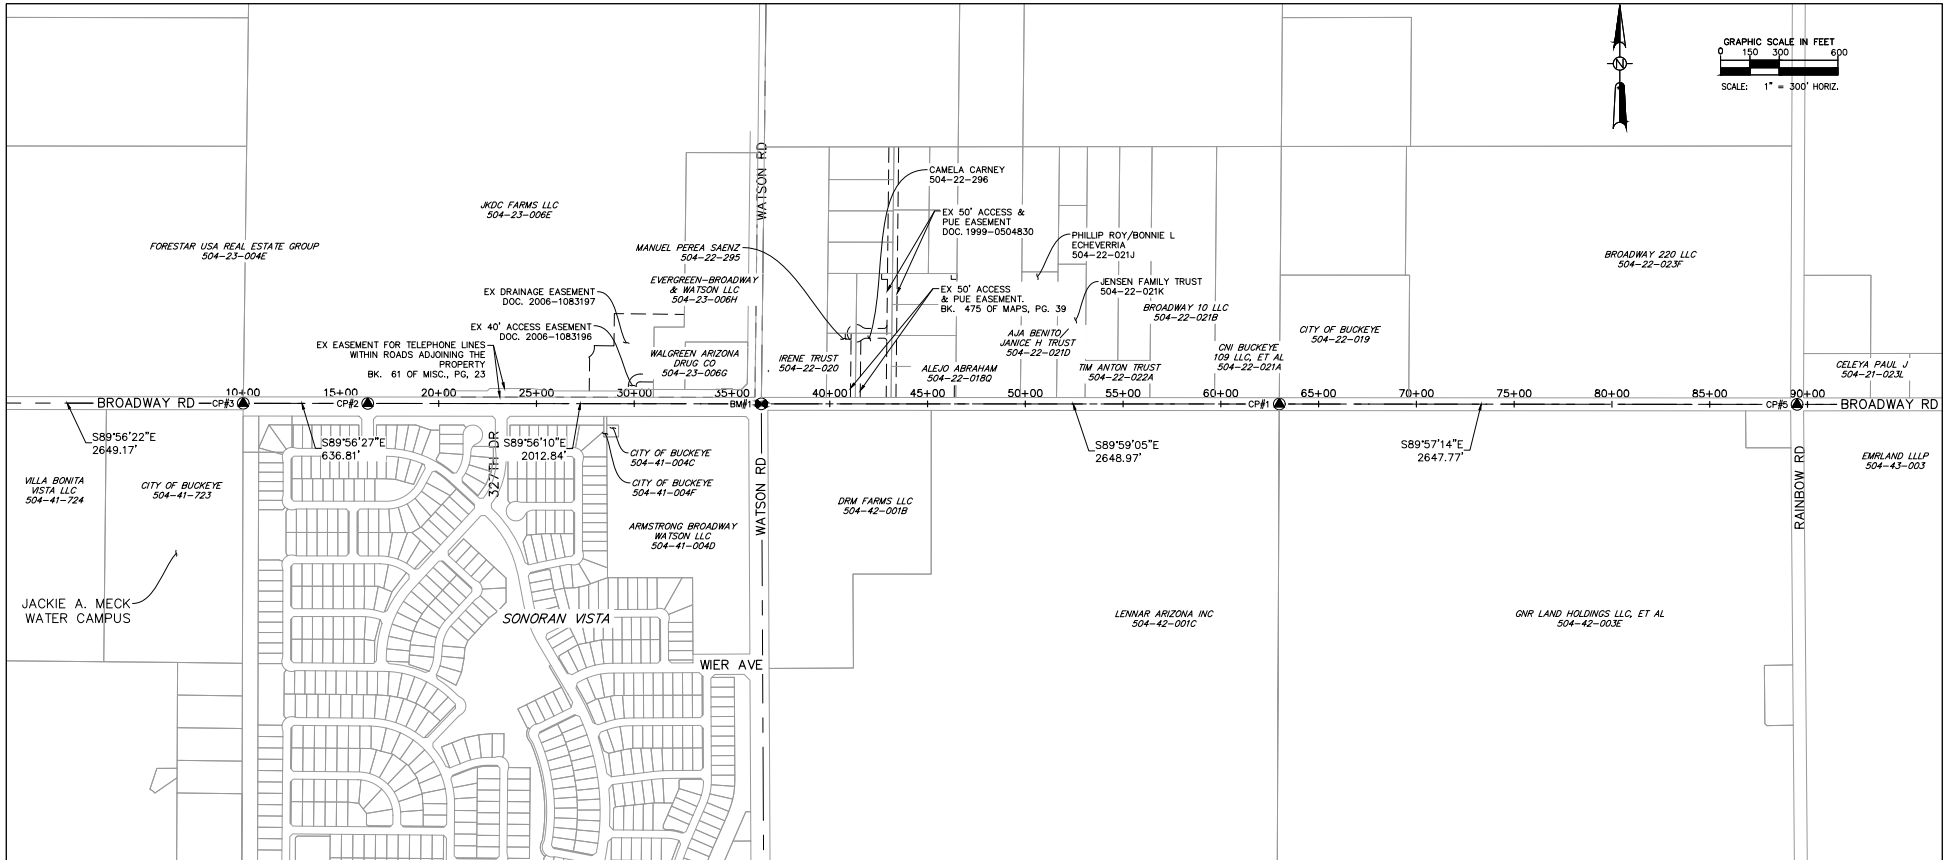 GRAPHIC SCALE IN FEET
0 150 300 600
SCALE: 1" = 300' HORIZ.
N
WATSON RD
CAMELA CARNEY
504-22-296
JKDC FARMS LLC
504-23-006E
EX 50' ACCESS &
PUE EASEMENT
DOC. 1999-0504830
FORESTAR USA REAL ESTATE GROUP
504-23-004E
MANUEL PEREA SAENZ
504-22-295
PHILLIP ROY/BONNIE L
ECHEVERRIA
504-22-021J
BROADWAY 220 LLC
504-22-023F
EVERGREEN-BROADWAY
& WATSON LLC
504-23-006H
EX DRAINAGE EASEMENT
DOC. 2006-1083197
EX 50' ACCESS
& PUE EASEMENT.
BK. 475 OF MAPS, PG. 39
JENSEN FAMILY TRUST
504-22-021K
BROADWAY 10 LLC
504-22-021B
EX 40' ACCESS EASEMENT
DOC. 2006-1083196
AJA BENITO/
JANICE H TRUST
504-22-021D
CITY OF BUCKEYE
504-22-019
EX EASEMENT FOR TELEPHONE LINES
WITHIN ROADS ADJOINING THE
PROPERTY
BK. 61 OF MISC., PG, 23
WALGREEN ARIZONA
DRUG CO
504-23-006G
IRENE TRUST
504-22-020
ALEJO ABRAHAM
504-22-018Q
TIM ANTON TRUST
504-22-022A
CNI BUCKEYE
109 LLC, ET AL
504-22-021A
CELEYA PAUL J
504-21-023L
10+00 15+00 20+00 25+00 30+00 35+00 40+00 45+00 50+00 55+00 60+00 65+00 70+00 75+00 80+00 85+00 90+00
BROADWAY RD CP#3 CP#2 BM#1 CP#1 CP#5 BROADWAY RD
S89°56'22"E
2649.17'
S89°56'27"E
636.81'
327TH DR
S89°56'10"E
2012.84'
S89°59'05"E
2648.97'
S89°57'14"E
2647.77'
CITY OF BUCKEYE
504-41-004C
CITY OF BUCKEYE
504-41-004F
WATSON RD
RAINBOW RD
EMRLAND LLLP
504-43-003
VILLA BONITA
VISTA LLC
504-41-724
CITY OF BUCKEYE
504-41-723
DRM FARMS LLC
504-42-001B
ARMSTRONG BROADWAY
WATSON LLC
504-41-004D
JACKIE A. MECK
WATER CAMPUS
SONORAN VISTA
LENNAR ARIZONA INC
504-42-001C
GNR LAND HOLDINGS LLC, ET AL
504-42-003E
WIER AVE